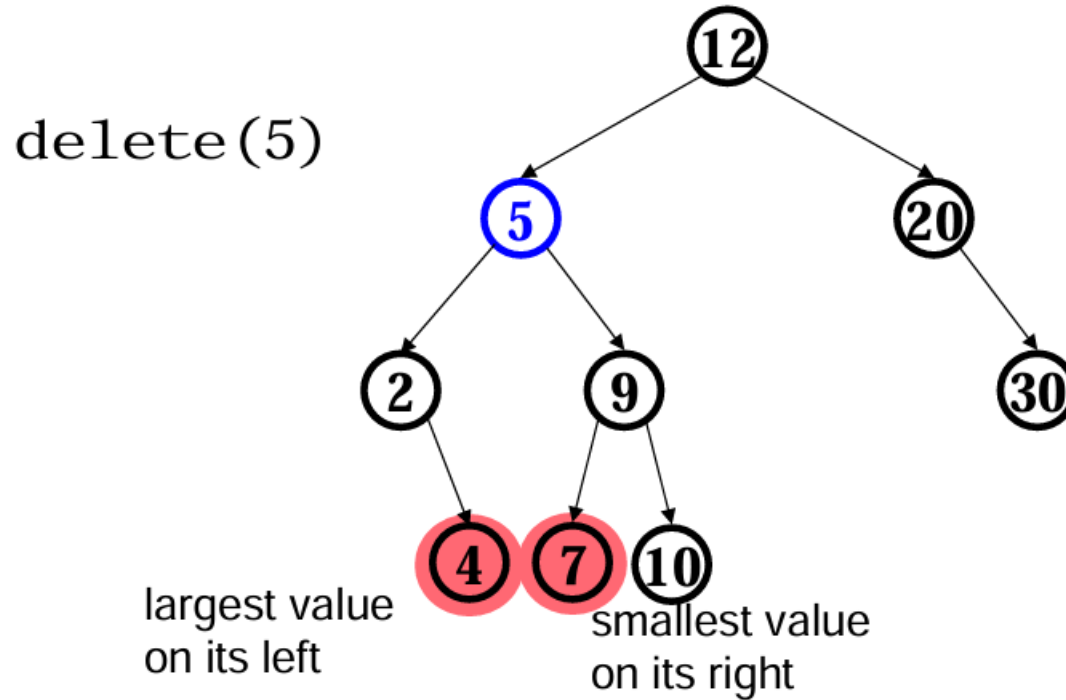 12
delete(5)
5
20
2
9
30
4
7
10
largest value
on its left
smallest value
on its right